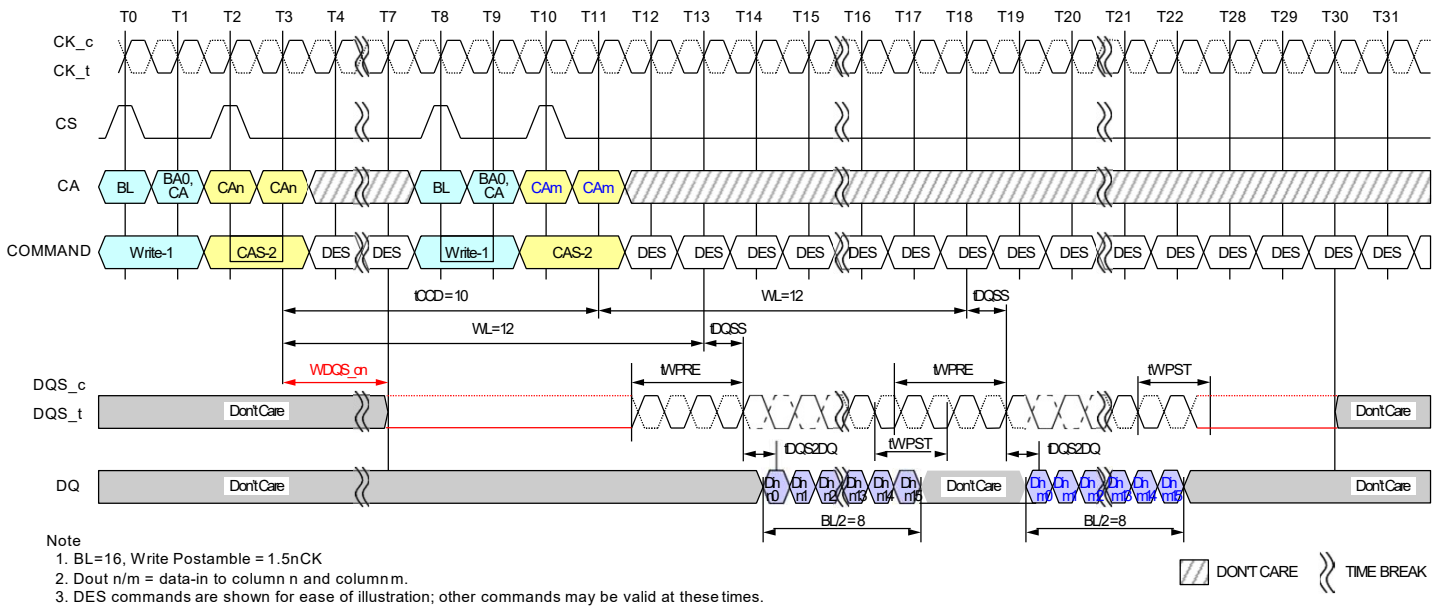 T0 T1 T2 T3 T4 T7 T8 T9 T10 T11 T12 T13 T14 T15 T16 T17 T18 T19 T20 T21 T22 T28 T29 T30 T31
CK_c
CK_t
CS
CA BL BA0, CA CAn CAn BL BA0, CA CAm CAm
COMMAND Write-1 CAS-2 DES DES Write-1 CAS-2 DES DES DES DES DES DES DES DES DES DES DES DES DES DES DES
tCCD = 10 WL=12 tDQSS
WL=12 tDQSS
WDQS_on tWPRE tWPRE tWPST
DQS_c
DQS_t Don't Care Don't Care
tDQS2DQ tWPST tDQS2DQ
DQ Don't Care Dn n0 Dn n1 Dn n2 Dn n13 Dn n14 Dn n15 Don't Care Dn m0 Dn m1 Dn m2 Dn m13 Dn m14 Dn m15 Don't Care
BL/2 = 8 BL/2 = 8
Note
1. BL=16, Write Postamble = 1.5nCK
2. Dout n/m = data-in to column n and column m.
3. DES commands are shown for ease of illustration; other commands may be valid at these times.
DON'T CARE TIME BREAK